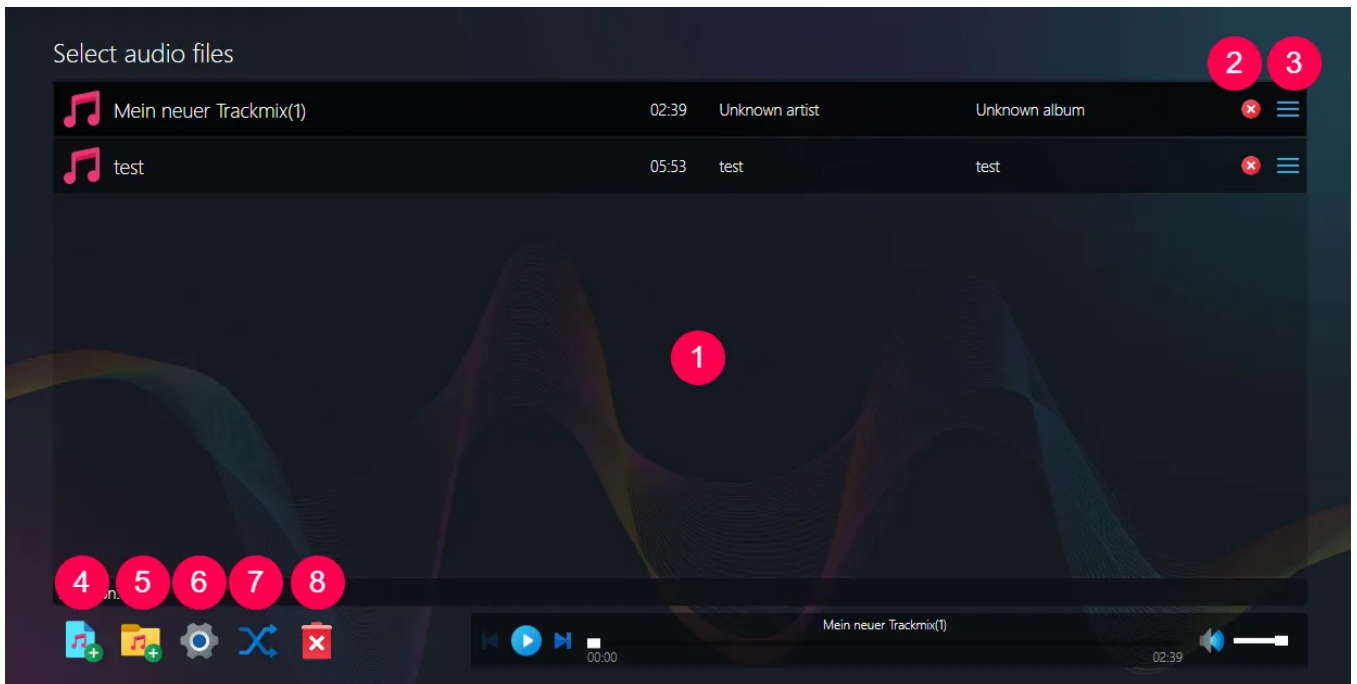 Select audio files
2 3
Mein neuer Trackmix(1) 02:39 Unknown artist Unknown album
test 05:53 test test
1
4 5 6 7 8
Mein neuer Trackmix(1)
00:00 02:39